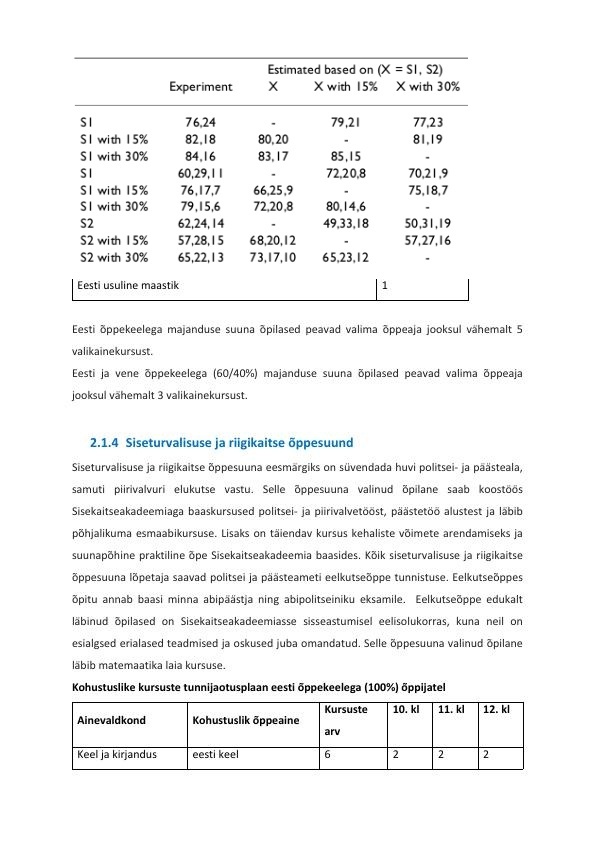 Estimated based on (X = S1, S2)
Experiment X X with 15% X with 30%
S1 76,24 - 79,21 77,23
S1 with 15% 82,18 80,20 - 81,19
S1 with 30% 84,16 83,17 85,15 -
S1 60,29,11 - 72,20,8 70,21,9
S1 with 15% 76,17,7 66,25,9 - 75,18,7
S1 with 30% 79,15,6 72,20,8 80,14,6 -
S2 62,24,14 - 49,33,18 50,31,19
S2 with 15% 57,28,15 68,20,12 - 57,27,16
S2 with 30% 65,22,13 73,17,10 65,23,12 -
Eesti usuline maastik 1
Eesti õppekeelega majanduse suuna õpilased peavad valima õppeaja jooksul vähemalt 5
valikainekursust.
Eesti ja vene õppekeelega (60/40%) majanduse suuna õpilased peavad valima õppeaja
jooksul vähemalt 3 valikainekursust.
2.1.4 Siseturvalisuse ja riigikaitse õppesuund
Siseturvalisuse ja riigikaitse õppesuuna eesmärgiks on süvendada huvi politsei- ja päästeala,
samuti piirivalvuri elukutse vastu. Selle õppesuuna valinud õpilane saab koostöös
Sisekaitseakadeemiaga baaskursused politsei- ja piirivalvetööst, päästetöö alustest ja läbib
põhjalikuma esmaabikursuse. Lisaks on täiendav kursus kehaliste võimete arendamiseks ja
suunapõhine praktiline õpe Sisekaitseakadeemia baasides. Kõik siseturvalisuse ja riigikaitse
õppesuuna lõpetaja saavad politsei ja päästeameti eelkutseõppe tunnistuse. Eelkutseõppes
õpitu annab baasi minna abipäästja ning abipolitseiniku eksamile. Eelkutseõppe edukalt
läbinud õpilased on Sisekaitseakadeemiasse sisseastumisel eelisolukorras, kuna neil on
esialgsed erialased teadmised ja oskused juba omandatud. Selle õppesuuna valinud õpilane
läbib matemaatika laia kursuse.
Kohustuslike kursuste tunnijaotusplaan eesti õppekeelega (100%) õppijatel
Ainevaldkond Kohustuslik õppeaine Kursuste 10. kl 11. kl 12. kl
arv
Keel ja kirjandus eesti keel 6 2 2 2